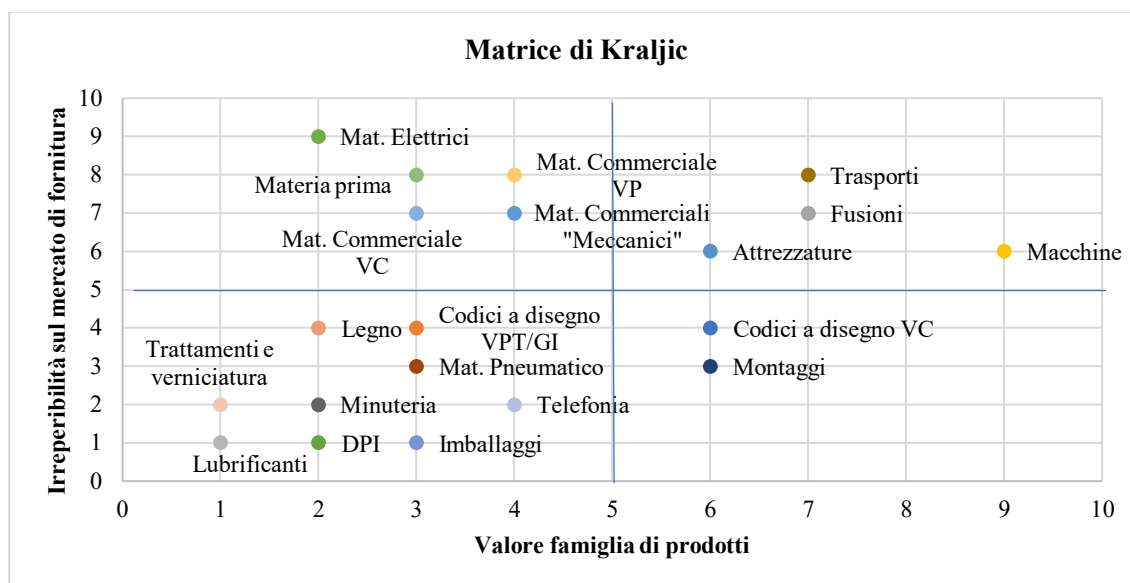 Matrice di Kraljic
Irreperibilità sul mercato di fornitura
10
9
8
7
6
5
4
3
2
1
0
Mat. Elettrici
Materia prima
Mat. Commerciale
VP
Trasporti
Mat. Commerciale
VC
Mat. Commerciali
"Meccanici"
Fusioni
Attrezzature
Macchine
Legno
Codici a disegno
VPT/GI
Codici a disegno VC
Trattamenti e
verniciatura
Mat. Pneumatico
Montaggi
Minuteria
Telefonia
Lubrificanti
DPI
Imballaggi
0 1 2 3 4 5 6 7 8 9 10
Valore famiglia di prodotti